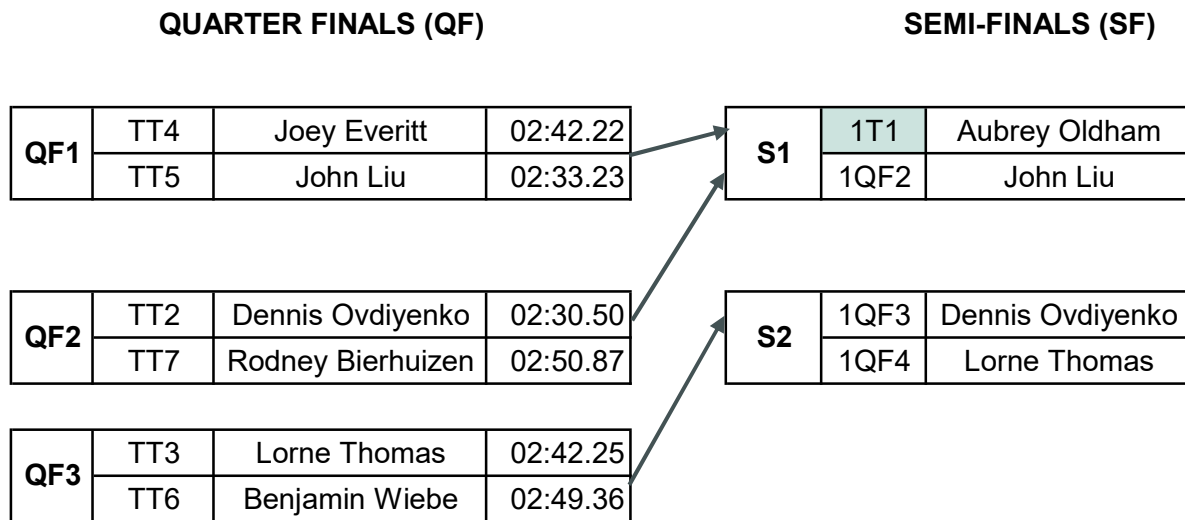 QUARTER FINALS (QF) SEMI-FINALS (SF)
QF1 TT4 Joey Everitt 02:42.22
TT5 John Liu 02:33.23
S1 1T1 Aubrey Oldham
1QF2 John Liu
QF2 TT2 Dennis Ovdiyenko 02:30.50
TT7 Rodney Bierhuizen 02:50.87
S2 1QF3 Dennis Ovdiyenko
1QF4 Lorne Thomas
QF3 TT3 Lorne Thomas 02:42.25
TT6 Benjamin Wiebe 02:49.36